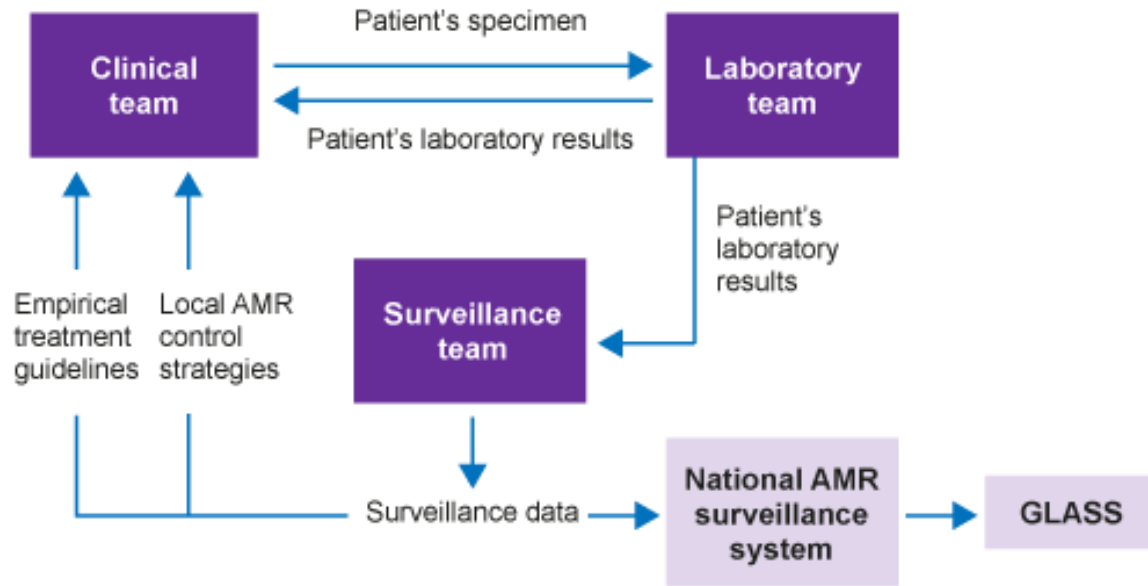 Patient's specimen
Clinical
team
Laboratory
team
Patient's laboratory results
Patient's
laboratory
results
Surveillance
team
Empirical
treatment
guidelines
Local AMR
control
strategies
Surveillance data
National AMR
surveillance
system
GLASS